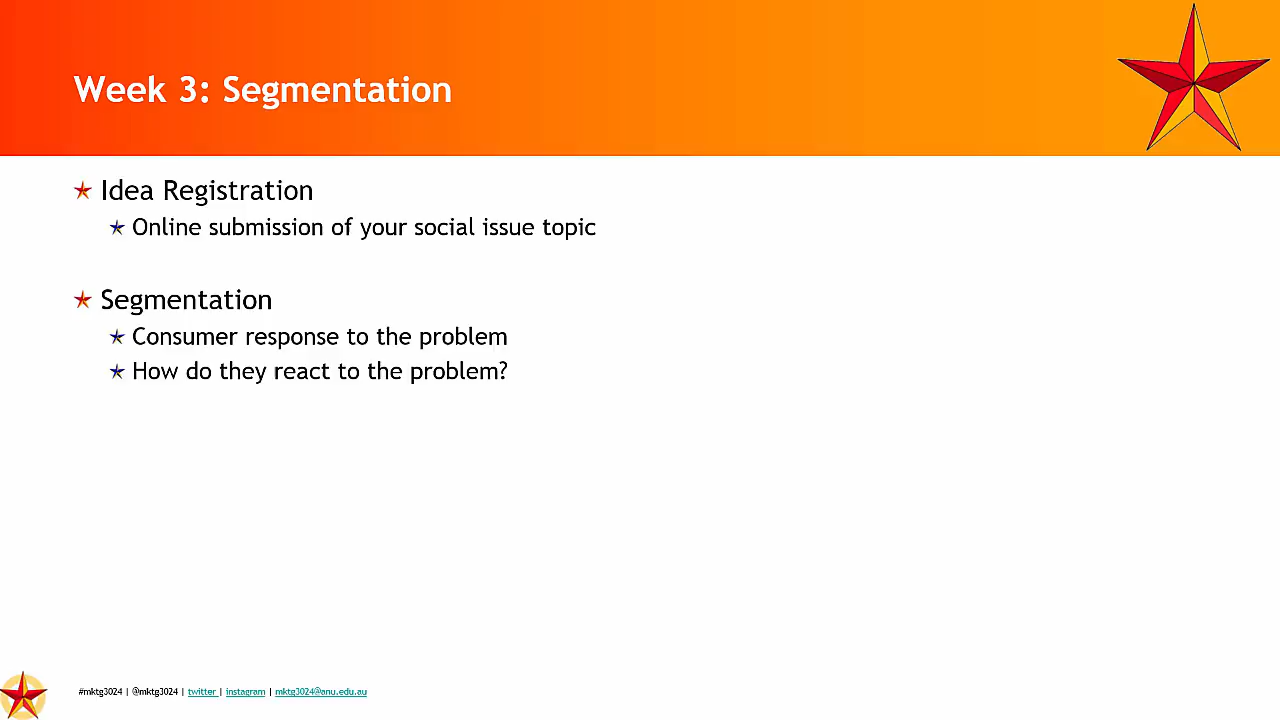 Week 3: Segmentation
Idea Registration
Online submission of your social issue topic
Segmentation
Consumer response to the problem
How do they react to the problem?
#mktg3024 | @mktg3024 | twitter | instagram | mktg3024@anu.edu.au